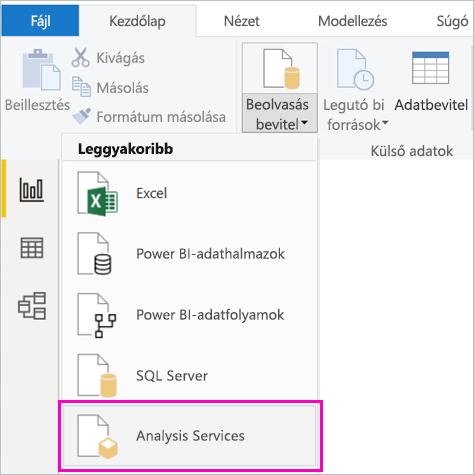 Fájl Kezdőlap Nézet Modellezés Súgó
Beillesztés
Kivágás
Másolás
Formátum másolása
Beolvasás
bevitel
Legutó bi
források
Adatbevitel
Külső adatok
Leggyakoribb
Excel
Power BI-adathalmazok
Power BI-adatfolyamok
SQL Server
Analysis Services